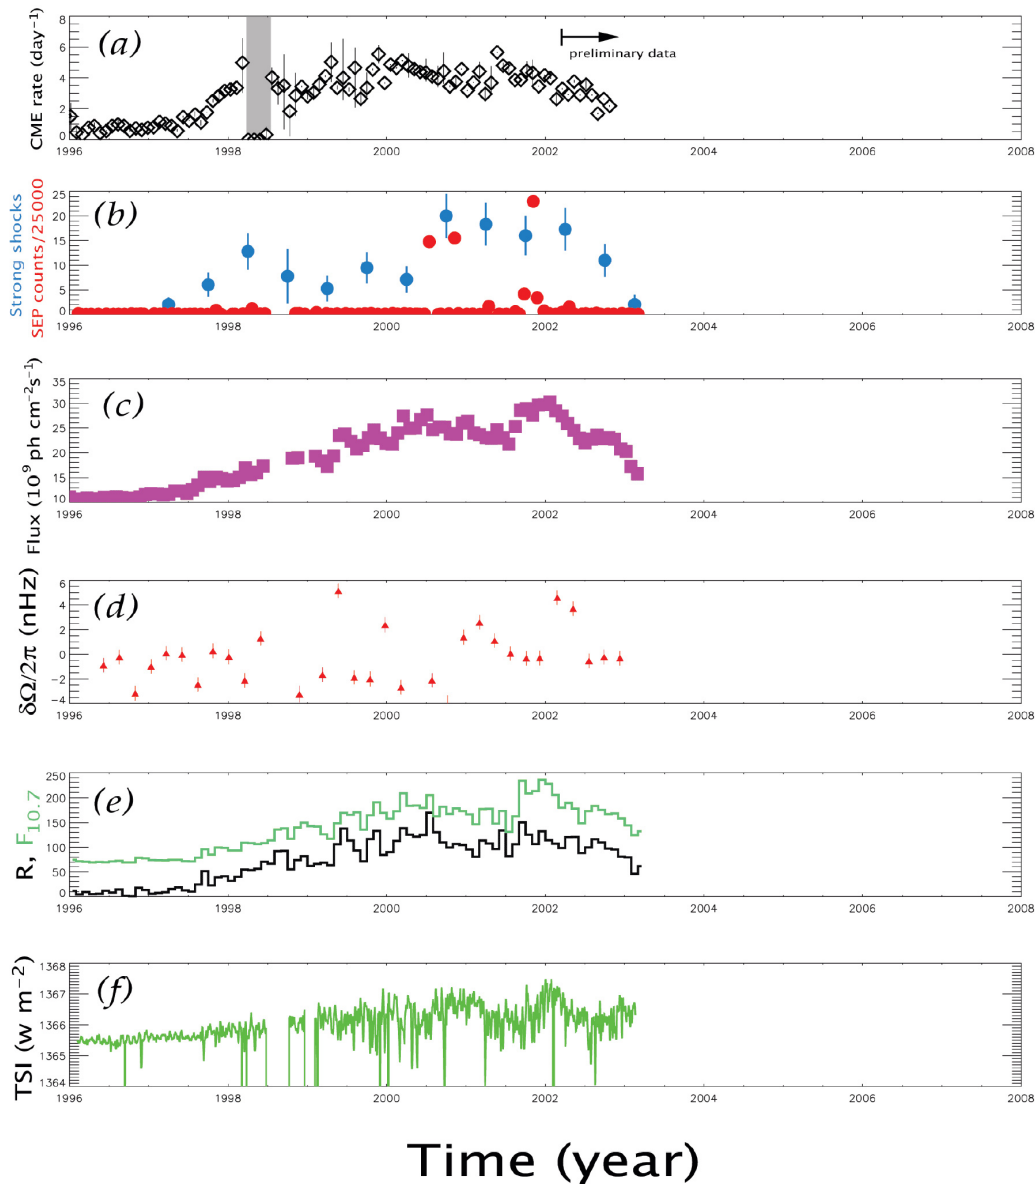 CME rate (day⁻¹)
8
6
4
2
0
(a)
preliminary data
1996 1998 2000 2002 2004 2006 2008
Strong shocks
SEP counts/25000
25
20
15
10
5
0
(b)
1996 1998 2000 2002 2004 2006 2008
Flux (10⁹ ph cm⁻²s⁻¹)
35
30
25
20
15
10
(c)
1996 1998 2000 2002 2004 2006 2008
δΩ/2π (nHz)
6
4
2
0
−2
−4
(d)
1996 1998 2000 2002 2004 2006 2008
R, F10.7
250
200
150
100
50
0
(e)
1996 1998 2000 2002 2004 2006 2008
TSI (w m⁻²)
1368
1367
1366
1365
1364
(f)
1996 1998 2000 2002 2004 2006 2008
Time (year)